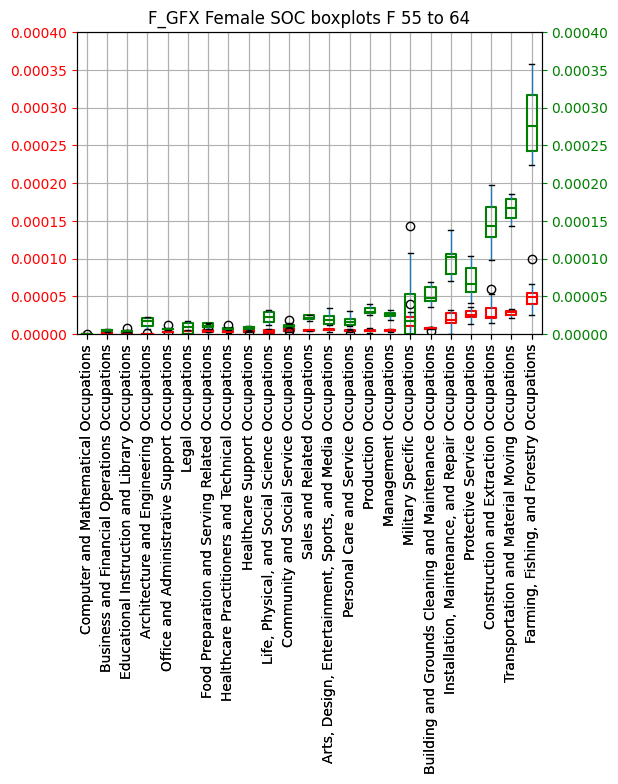 F_GFX Female SOC boxplots F 55 to 64
0.00040 0.00040
0.00035 0.00035
0.00030 0.00030
0.00025 0.00025
0.00020 0.00020
0.00015 0.00015
0.00010 0.00010
0.00005 0.00005
0.00000 0.00000
Computer and Mathematical Occupations
Business and Financial Operations Occupations
Educational Instruction and Library Occupations
Architecture and Engineering Occupations
Office and Administrative Support Occupations
Legal Occupations
Food Preparation and Serving Related Occupations
Healthcare Practitioners and Technical Occupations
Healthcare Support Occupations
Life, Physical, and Social Science Occupations
Community and Social Service Occupations
Sales and Related Occupations
Arts, Design, Entertainment, Sports, and Media Occupations
Personal Care and Service Occupations
Production Occupations
Management Occupations
Military Specific Occupations
Building and Grounds Cleaning and Maintenance Occupations
Installation, Maintenance, and Repair Occupations
Protective Service Occupations
Construction and Extraction Occupations
Transportation and Material Moving Occupations
Farming, Fishing, and Forestry Occupations